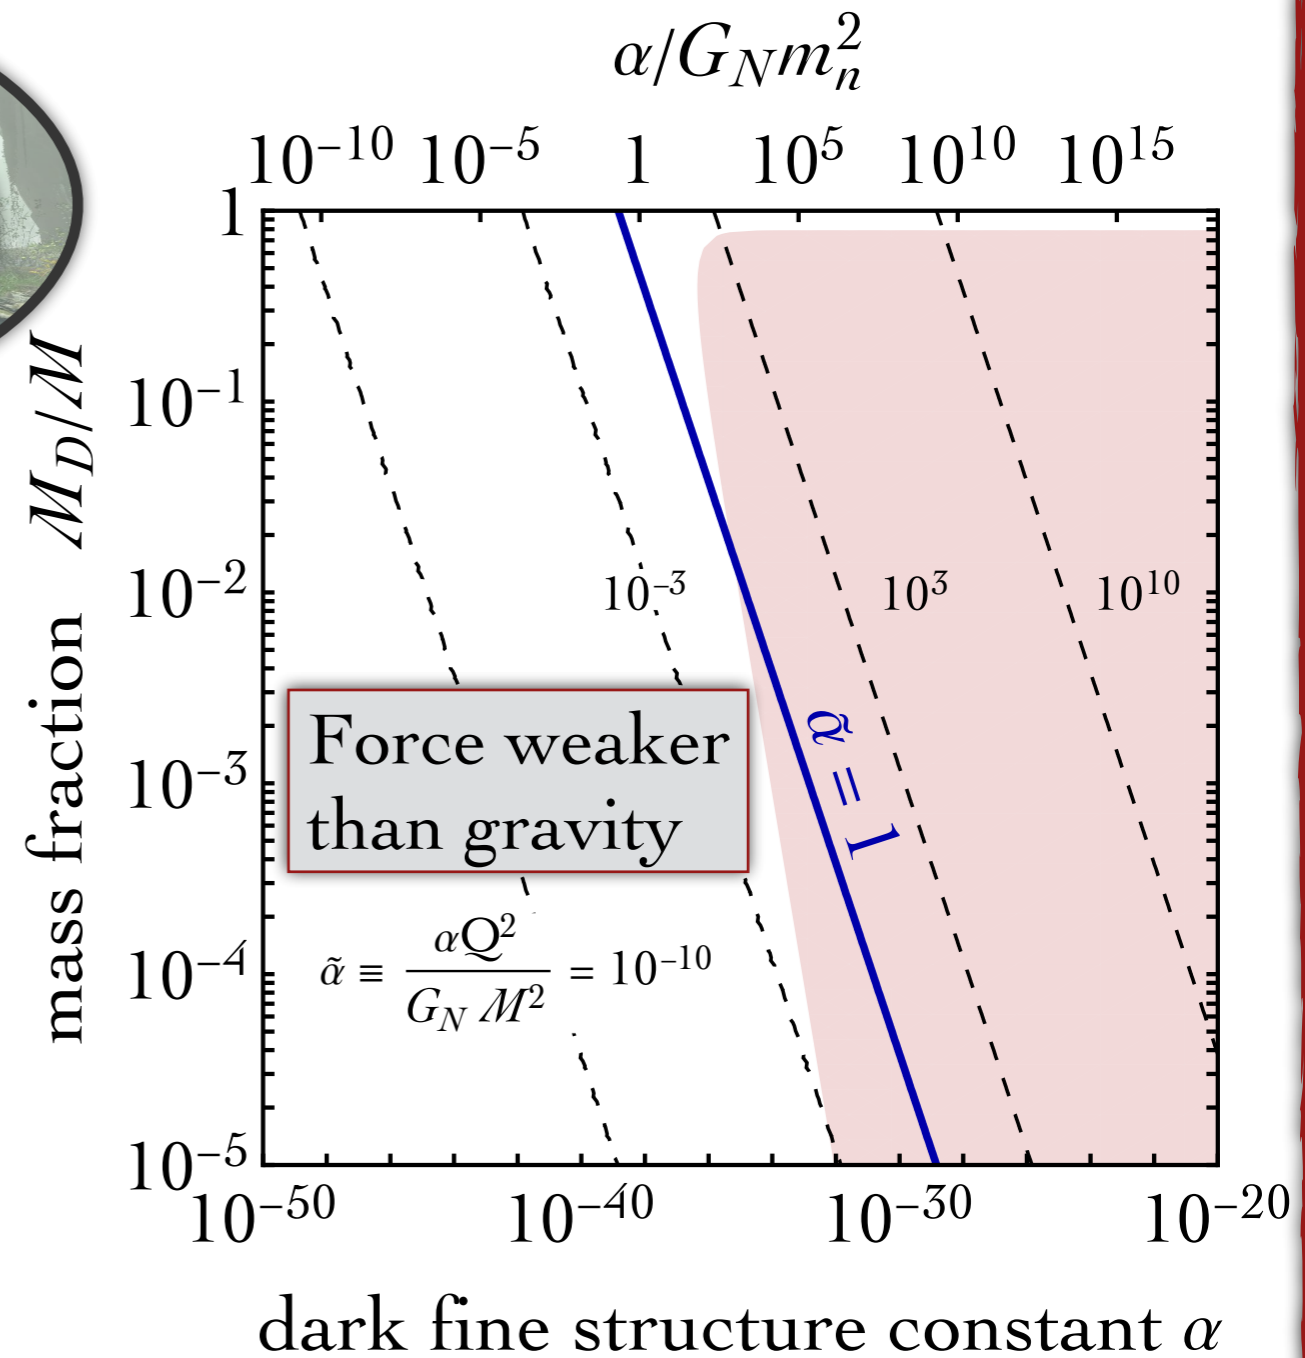 α/G_N m_n^2
10^−10 10^−5 1 10^5 10^10 10^15
1
10^−1
10^−2
10^−3
10^−4
10^−5
mass fraction M_D/M
10^−3 10^3 10^10
α̃ = 1
Force weaker
than gravity
α̃ ≡ αQ^2 / G_N M^2 = 10^−10
10^−50 10^−40 10^−30 10^−20
dark fine structure constant α